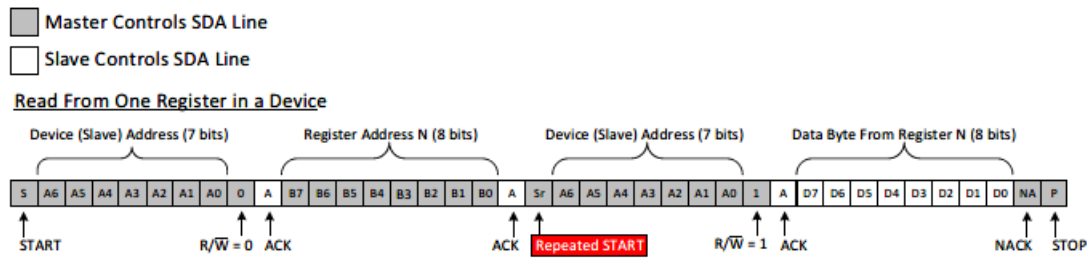 Master Controls SDA Line
Slave Controls SDA Line
Read From One Register in a Device
Device (Slave) Address (7 bits) Register Address N (8 bits) Device (Slave) Address (7 bits) Data Byte From Register N (8 bits)
S A6 A5 A4 A3 A2 A1 A0 0 A B7 B6 B5 B4 B3 B2 B1 B0 A Sr A6 A5 A4 A3 A2 A1 A0 1 A D7 D6 D5 D4 D3 D2 D1 D0 NA P
START R/W̅ = 0 ACK ACK Repeated START R/W̅ = 1 ACK NACK STOP